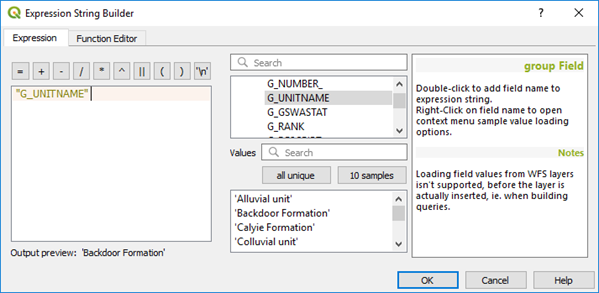 Expression String Builder
? ×
Expression Function Editor
= + - / * ^ || ( ) '\n'
"G_UNITNAME"
Output preview: 'Backdoor Formation'
Search
G_NUMBER_
G_UNITNAME
G_GSWASTAT
G_RANK
Values Search
all unique 10 samples
'Alluvial unit'
'Backdoor Formation'
'Calyie Formation'
'Colluvial unit'
group Field
Double-click to add field name to
expression string.
Right-Click on field name to open
context menu sample value loading
options.
Notes
Loading field values from WFS layers
isn't supported, before the layer is
actually inserted, ie. when building
queries.
OK Cancel Help